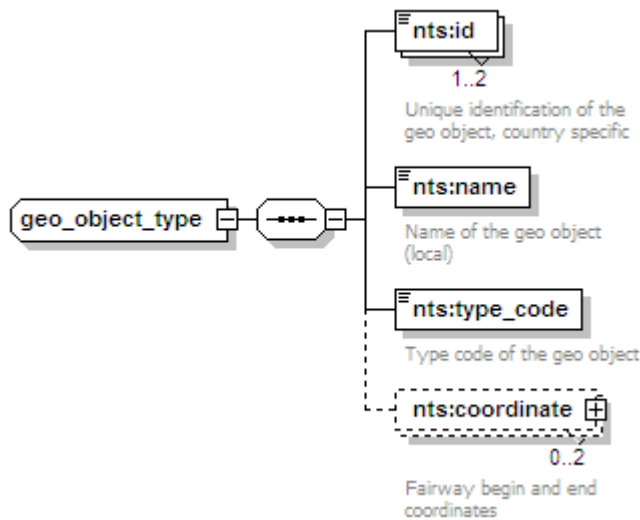 nts:id
1..2
Unique identification of the
geo object, country specific
geo_object_type
nts:name
Name of the geo object
(local)
nts:type_code
Type code of the geo object
nts:coordinate
0..2
Fairway begin and end
coordinates